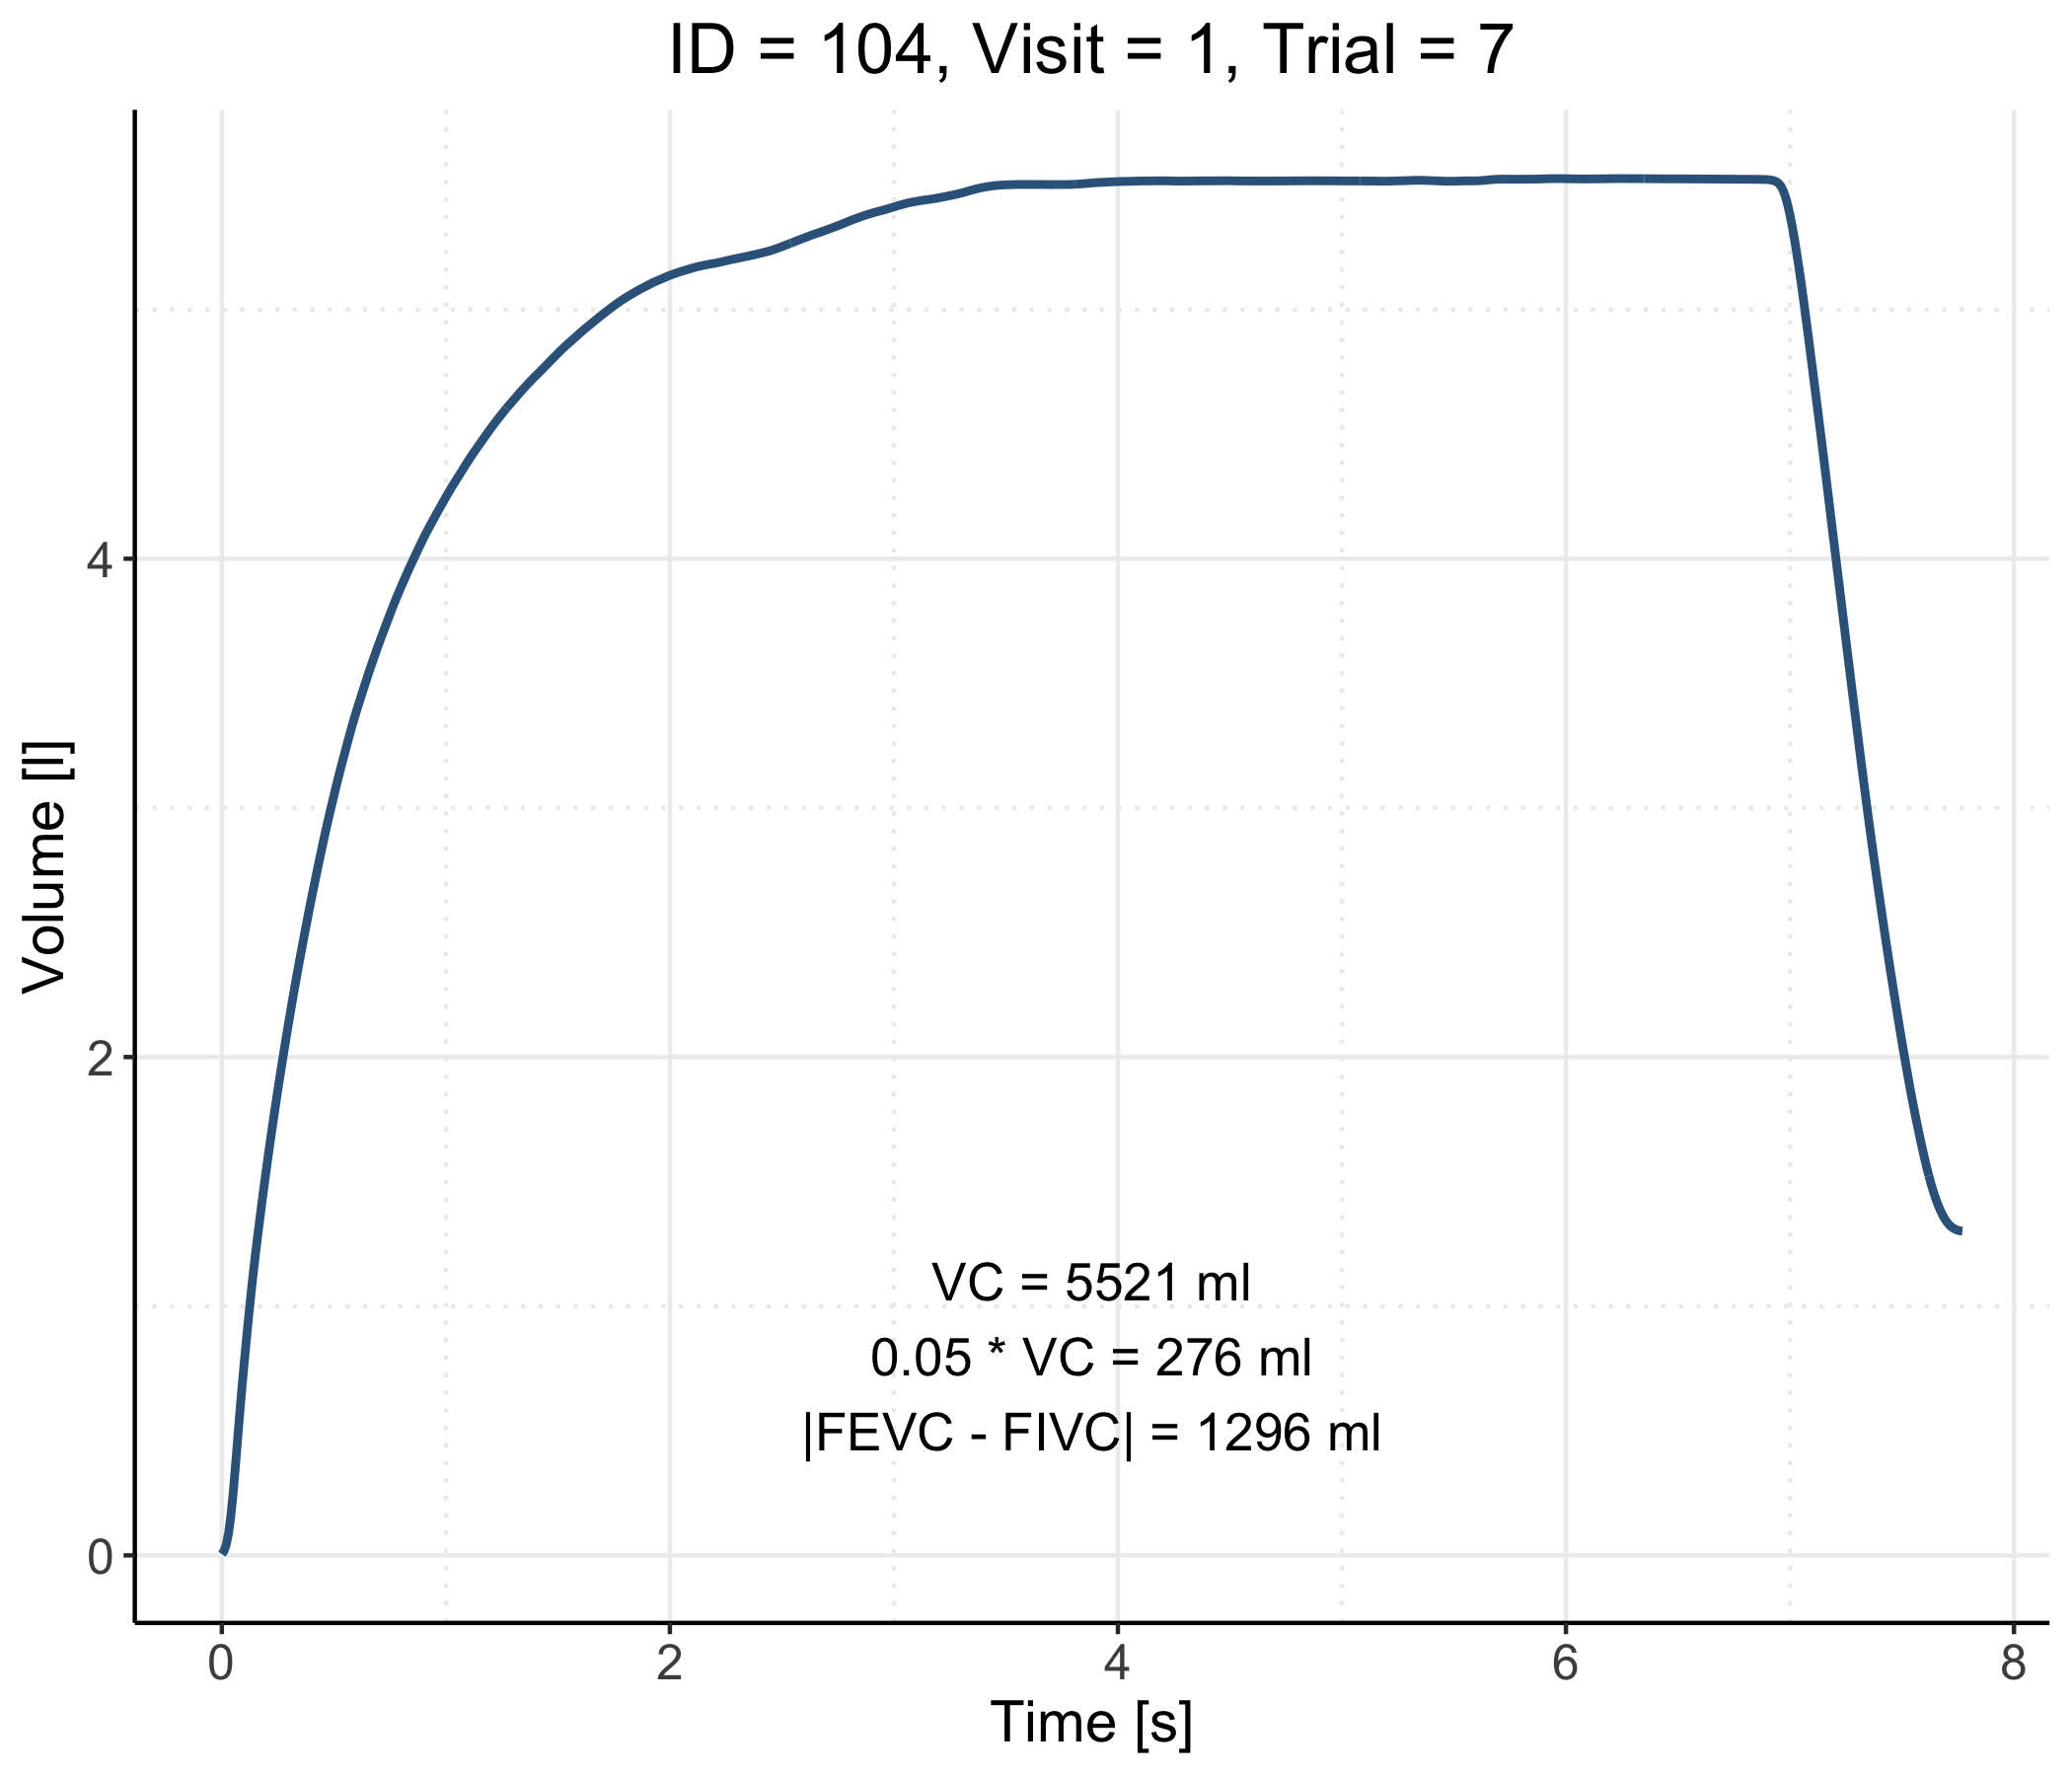 ID = 104, Visit = 1, Trial = 7
Volume [l]
4
2
0
VC = 5521 ml
0.05 * VC = 276 ml
|FEVC - FIVC| = 1296 ml
0 2 4 6 8
Time [s]